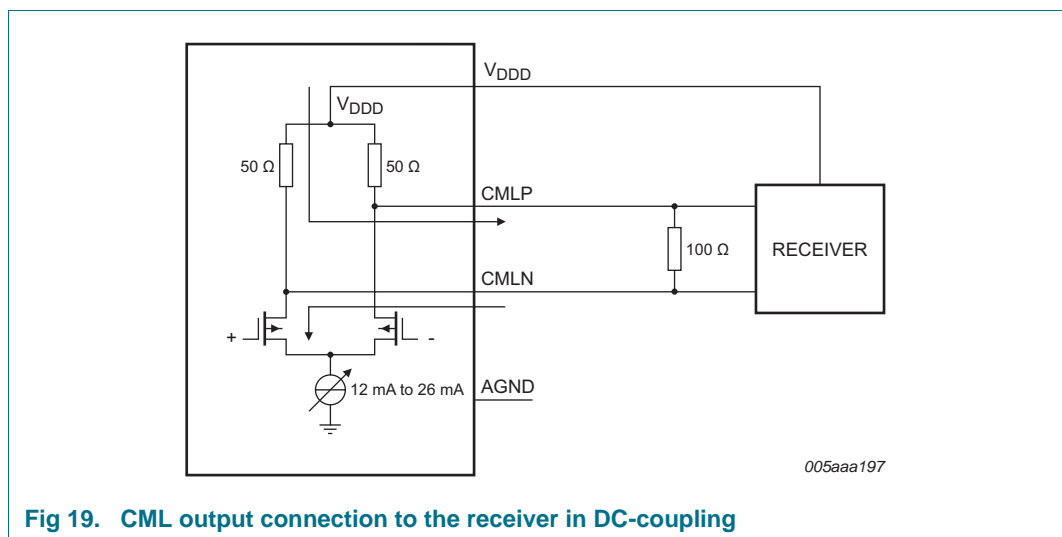 VDDD
VDDD
50 Ω
50 Ω
CMLP
100 Ω
RECEIVER
CMLN
+
-
12 mA to 26 mA
AGND
005aaa197
Fig 19. CML output connection to the receiver in DC-coupling